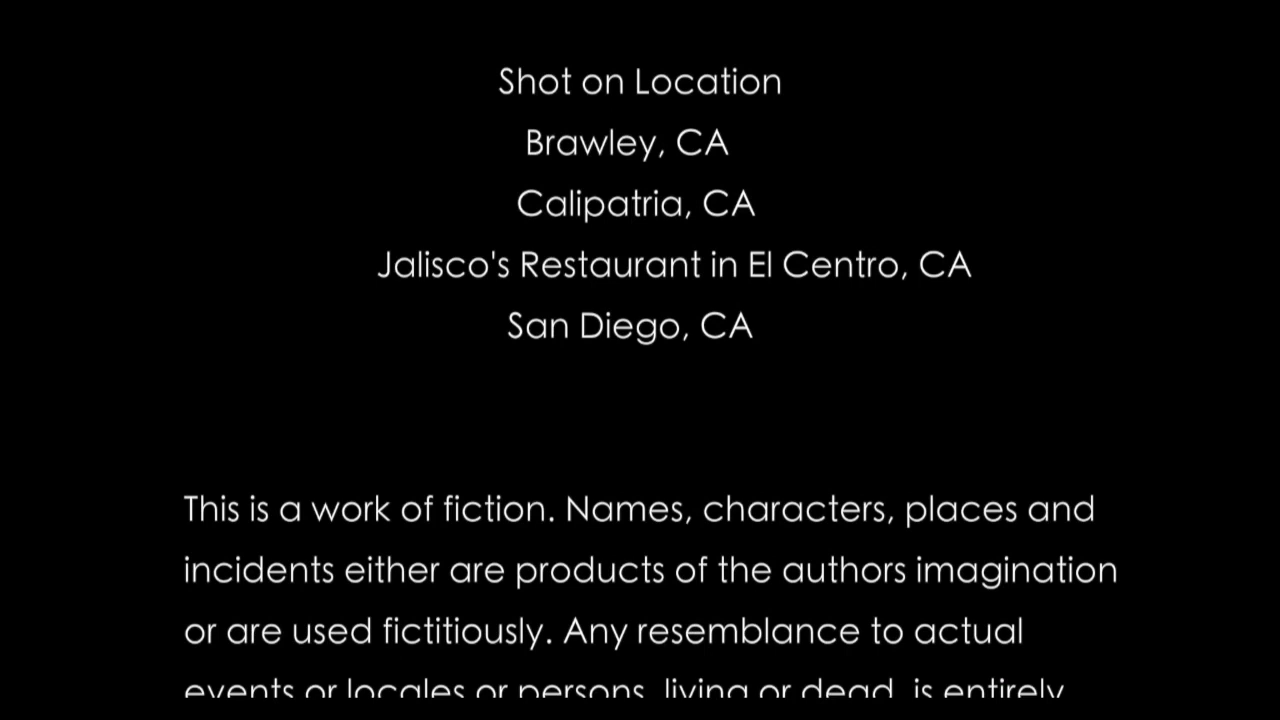 Shot on Location
Brawley, CA
Calipatria, CA
Jalisco's Restaurant in El Centro, CA
San Diego, CA
This is a work of fiction. Names, characters, places and
incidents either are products of the authors imagination
or are used fictitiously. Any resemblance to actual
events or locales or persons, living or dead, is entirely